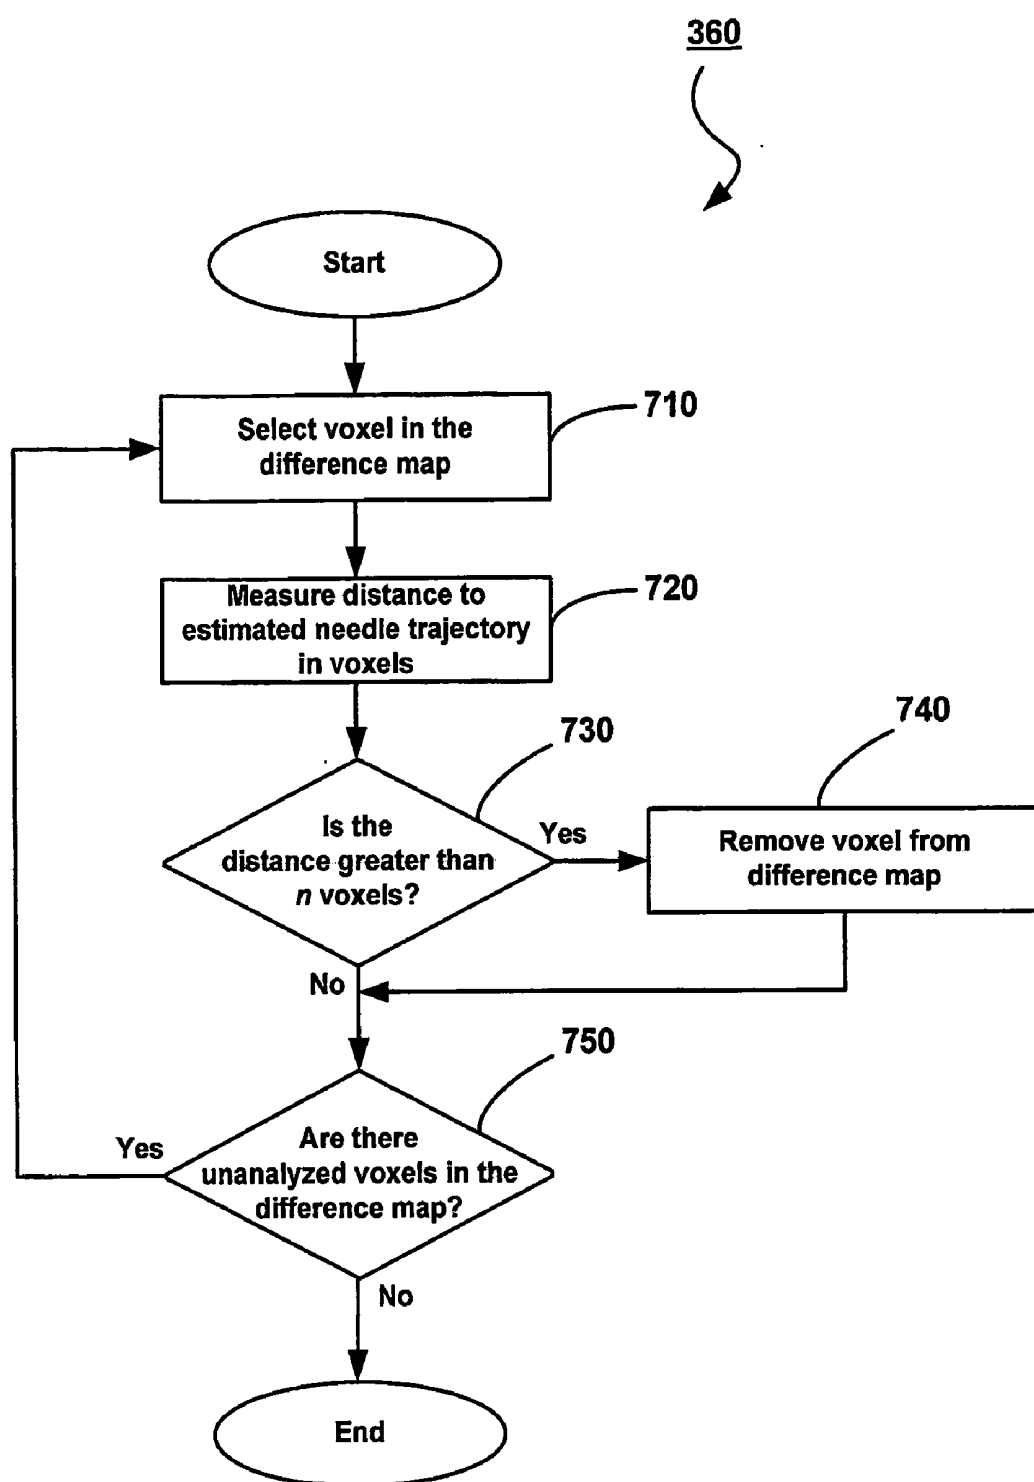 360
Start
Select voxel in the
difference map
710
Measure distance to
estimated needle trajectory
in voxels
720
730
740
Is the
distance greater than
n voxels?
Yes
Remove voxel from
difference map
No
750
Yes
Are there
unanalyzed voxels in the
difference map?
No
End